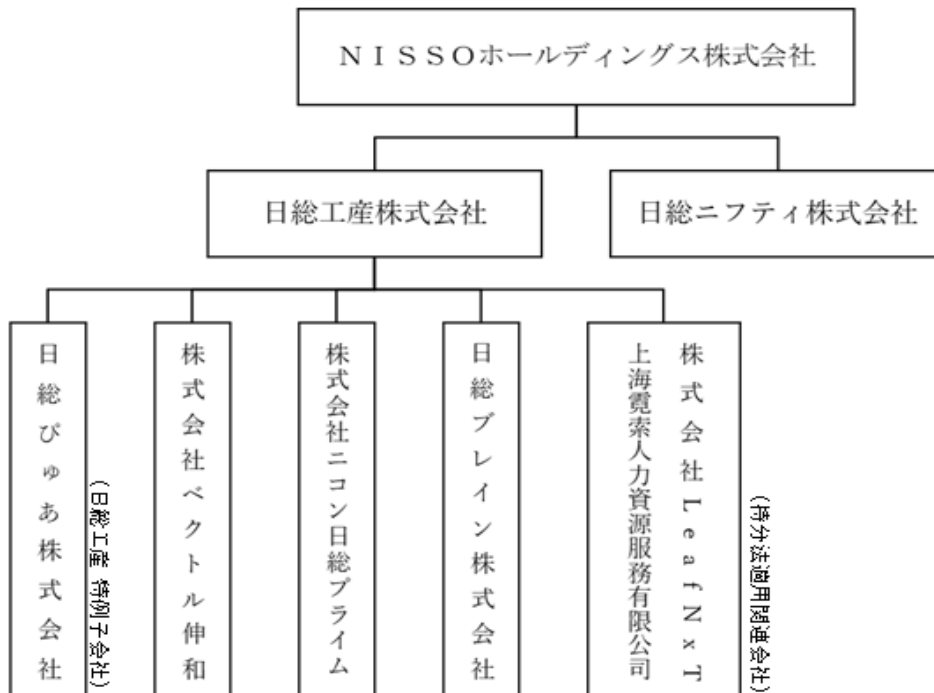 NISSOホールディングス株式会社
日総工産株式会社
日総ニフティ株式会社
日総ぴゅあ株式会社
(日総工産 特例子会社)
株式会社ベクトル伸和
株式会社ニコン日総プライム
日総ブレイン株式会社
株式会社LeafNxT
上海霓索人力資源服務有限公司
(持分法適用関連会社)